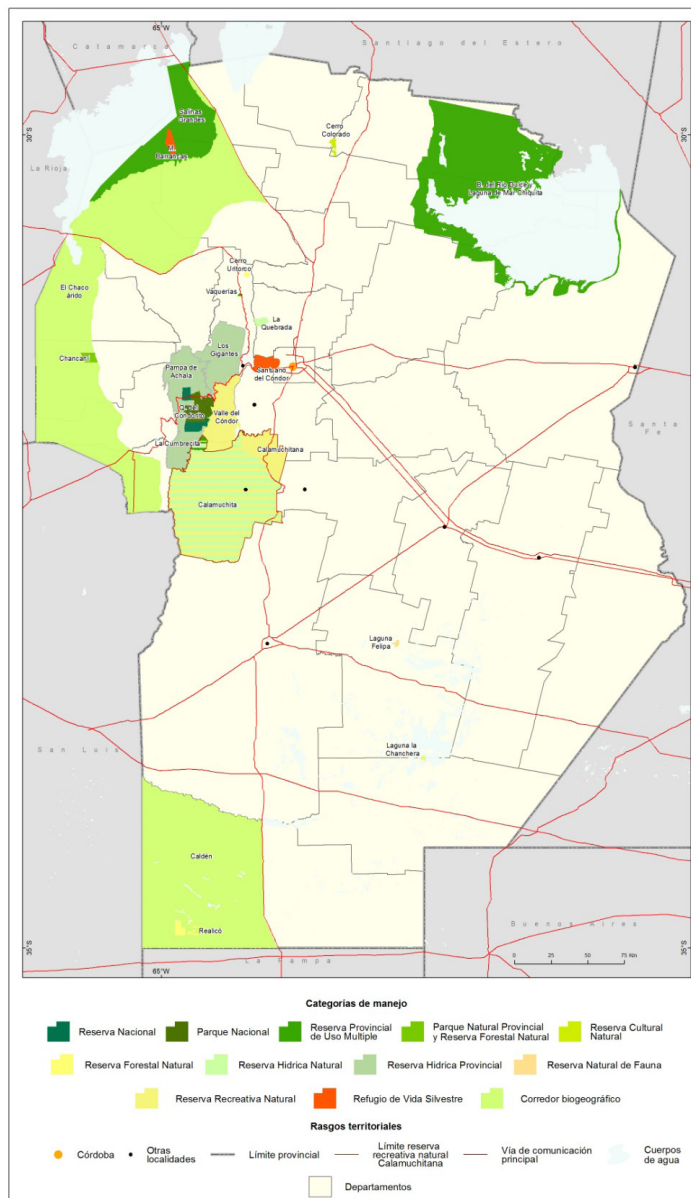 65°W
Catamarca
Santiago del Estero
Salinas
Grandes
Cerro
Colorado
30°S
30°S
M.
Barrancas
La Rioja
B. del Río Dulce y
Laguna de Mar Chiquita
Cerro
Uritorco
El Chaco
árido
Vaquerías
La
Quebrada
Los
Gigantes
Chancaní
Pampa de
Achala
Santuario
del Cóndor
Q. del
Condorito
Valle del
Cóndor
Santa
Fe
La Cumbrecita
Calamuchitana
Calamuchita
Laguna
Felipa
San Luis
Laguna la
Chanchera
Caldén
Realicó
Buenos Aires
35°S
35°S
0 25 50 75 Km
65°W
La Pampa
Categorías de manejo
Reserva Nacional
Parque Nacional
Reserva Provincial
de Uso Multiple
Parque Natural Provincial
y Reserva Forestal Natural
Reserva Cultural
Natural
Reserva Forestal Natural
Reserva Hidrica Natural
Reserva Hidrica Provincial
Reserva Natural de Fauna
Reserva Recreativa Natural
Refugio de Vida Silvestre
Corredor biogeográfico
Rasgos territoriales
Córdoba
Otras
localidades
Límite provincial
Límite reserva
recreativa natural
Calamuchitana
Vía de comunicación
principal
Cuerpos
de agua
Departamentos